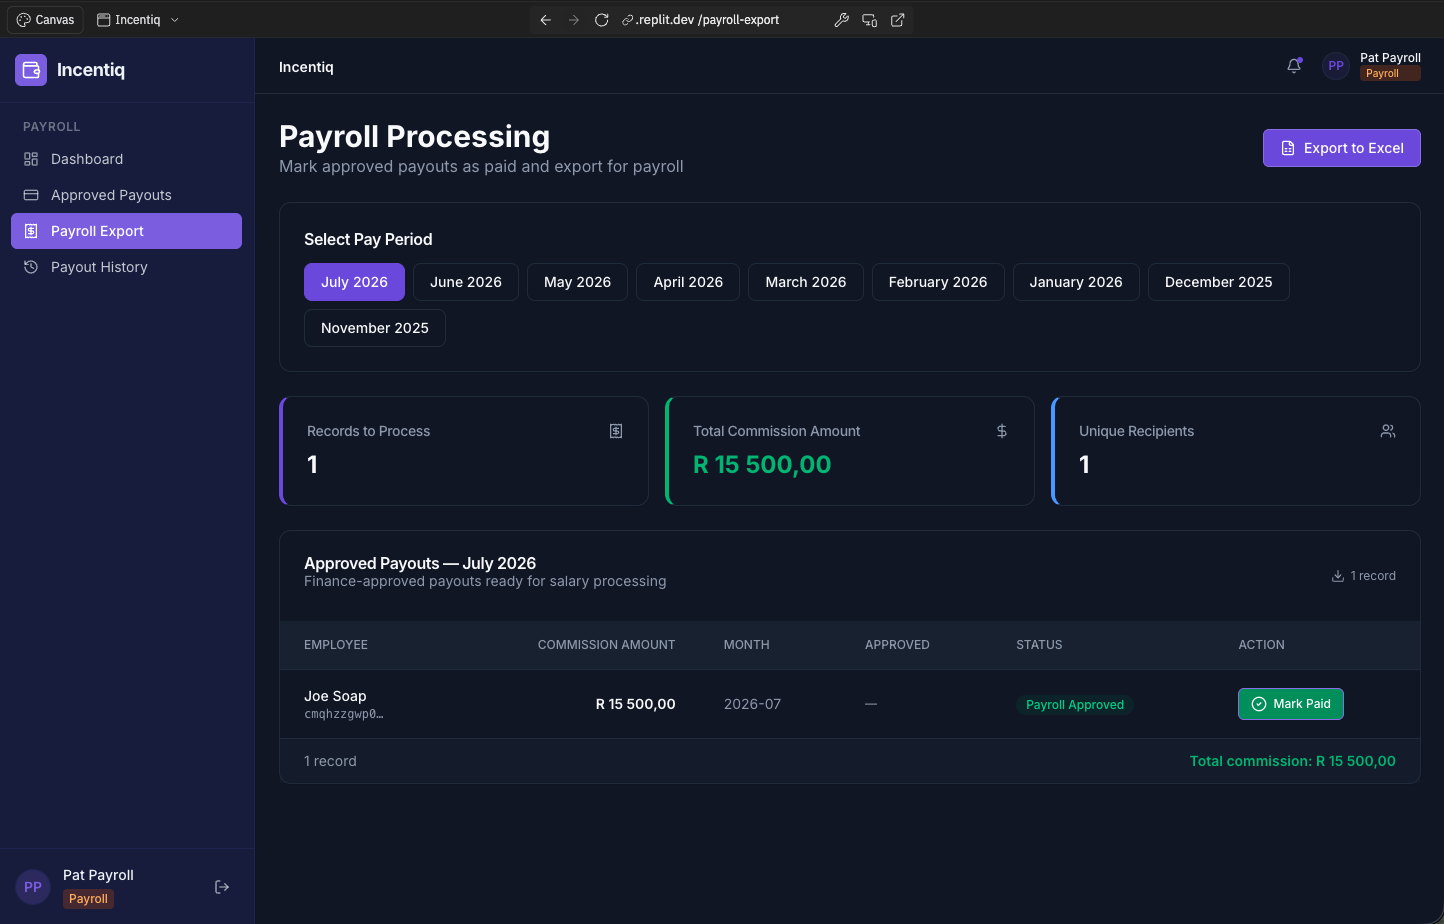 Canvas
Incentiq
.replit.dev /payroll-export
Incentiq
Incentiq
PP
Pat Payroll
Payroll
PAYROLL
Dashboard
Approved Payouts
Payroll Export
Payout History
Payroll Processing
Mark approved payouts as paid and export for payroll
Export to Excel
Select Pay Period
July 2026 June 2026 May 2026 April 2026 March 2026 February 2026 January 2026 December 2025
November 2025
Records to Process
1
Total Commission Amount
$
R 15 500,00
Unique Recipients
1
Approved Payouts — July 2026
Finance-approved payouts ready for salary processing
1 record
EMPLOYEE COMMISSION AMOUNT MONTH APPROVED STATUS ACTION
Joe Soap
cmqhzzgwp0…
R 15 500,00 2026-07 — Payroll Approved Mark Paid
1 record Total commission: R 15 500,00
PP
Pat Payroll
Payroll